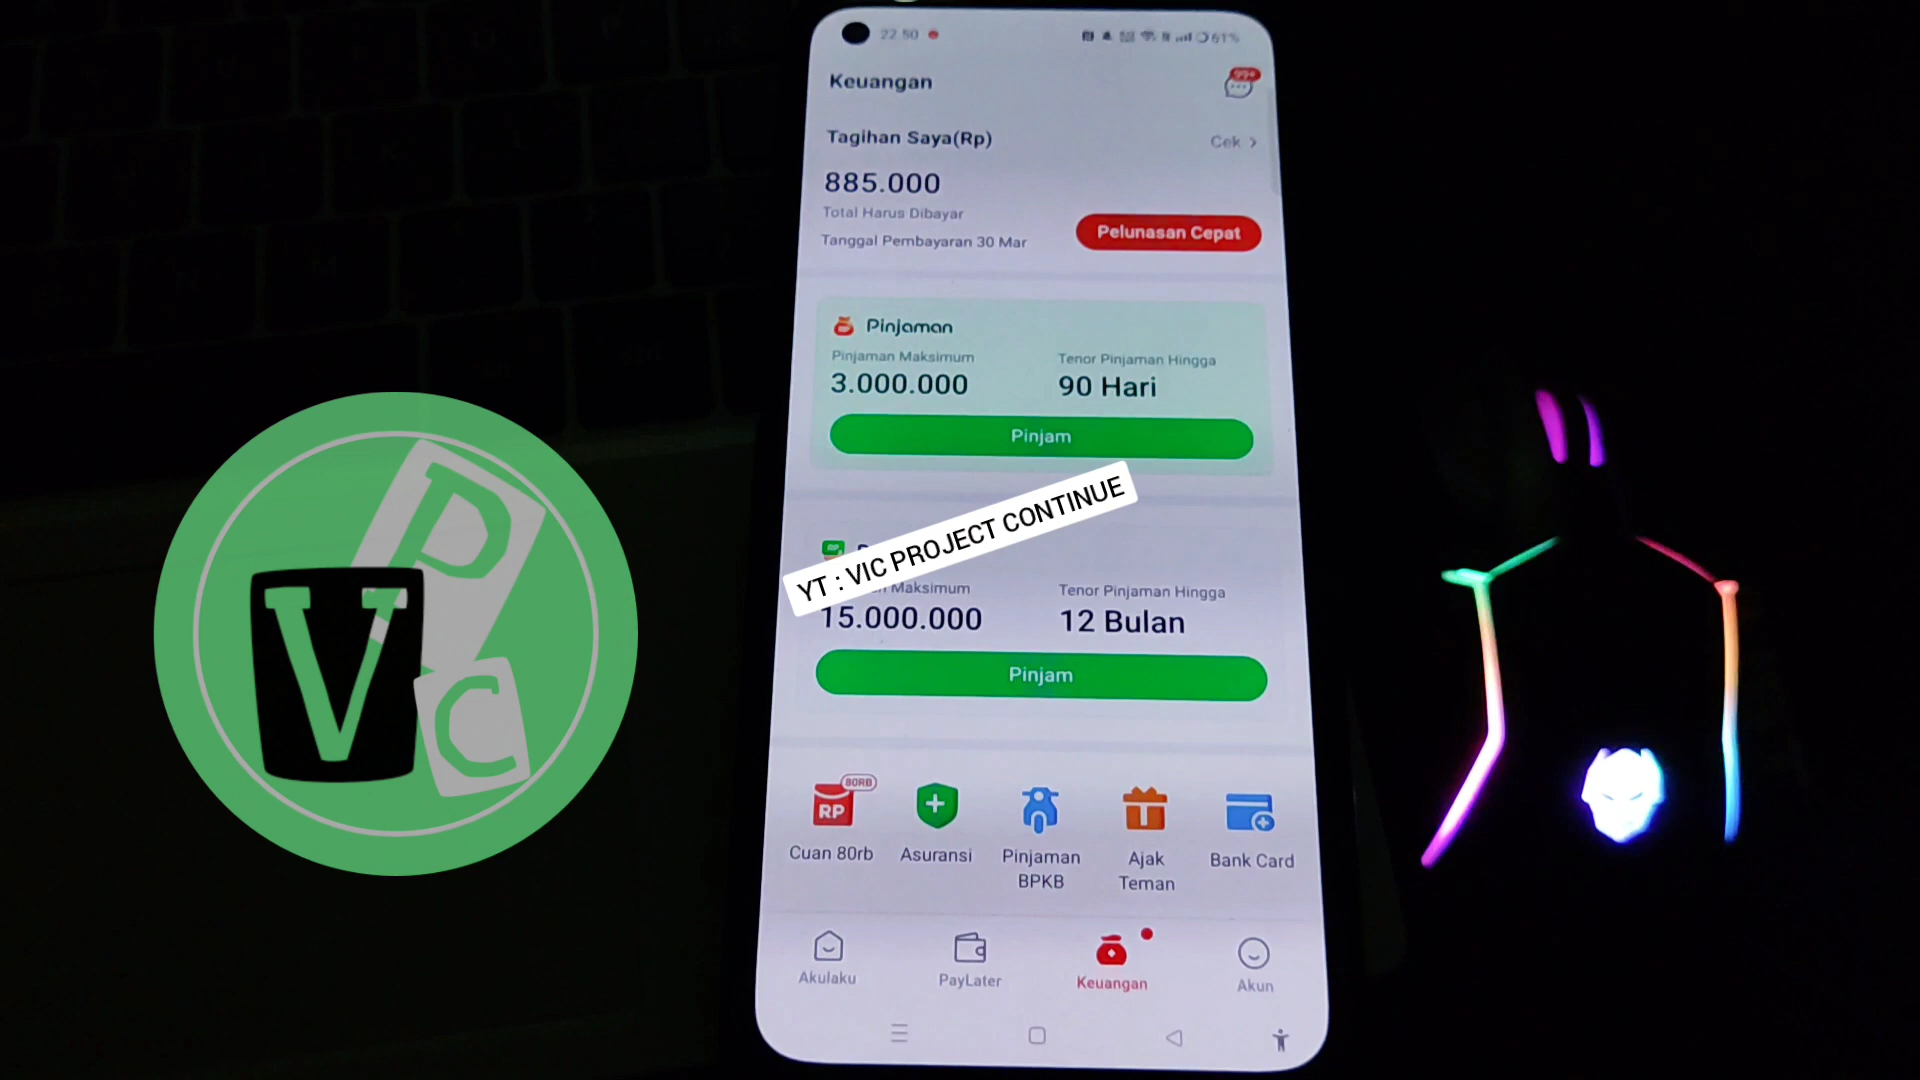 22 50
61%
Keuangan
99+
Tagihan Saya(Rp)
Cek >
885.000
Total Harus Dibayar
Tanggal Pembayaran 30 Mar
Pelunasan Cepat
Pinjaman
Pinjaman Maksimum
Tenor Pinjaman Hingga
3.000.000
90 Hari
Pinjam
YT : VIC PROJECT CONTINUE
RP
Maksimum
Tenor Pinjaman Hingga
15.000.000
12 Bulan
Pinjam
80RB
RP
Cuan 80rb
Asuransi
Pinjaman
BPKB
Ajak
Teman
Bank Card
Akulaku
PayLater
Keuangan
Akun
V P C